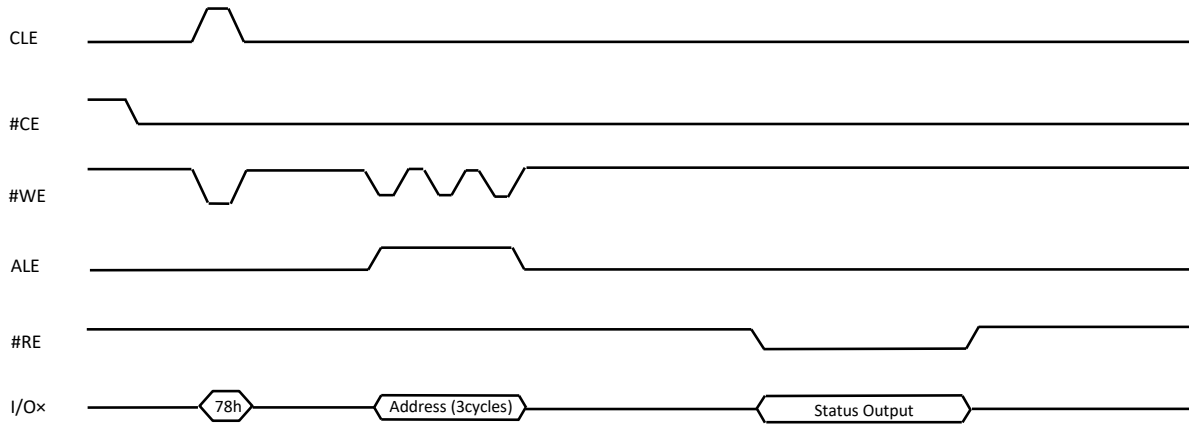 CLE
#CE
#WE
ALE
#RE
I/O×
78h
Address (3cycles)
Status Output